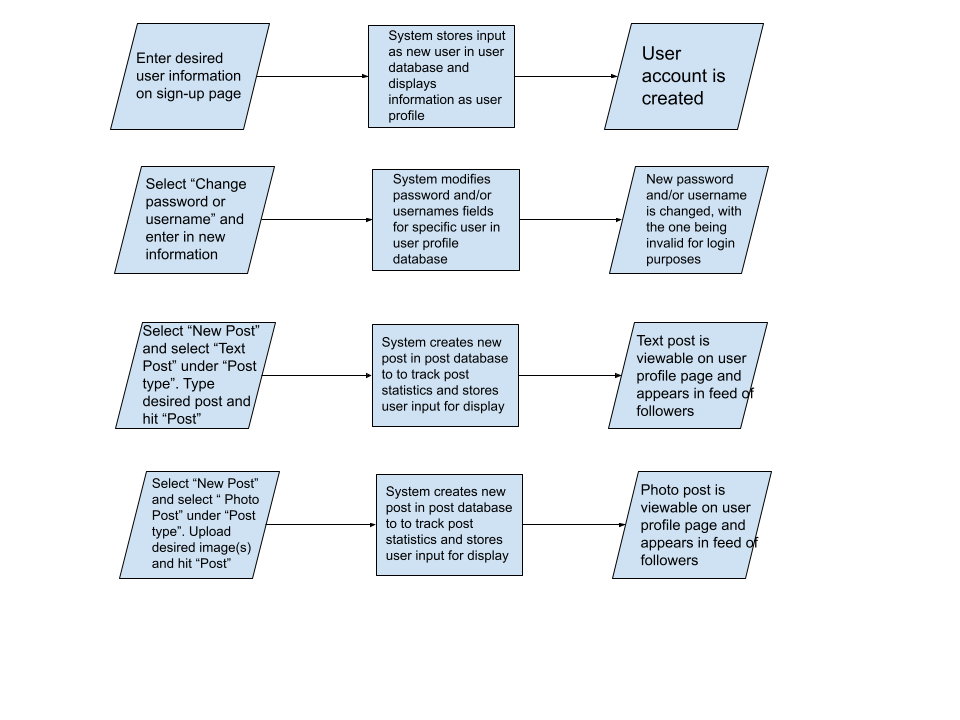 Enter desired
user information
on sign-up page
System stores input
as new user in user
database and
displays
information as user
profile
User
account is
created
Select “Change
password or
username” and
enter in new
information
System modifies
password and/or
usernames fields
for specific user in
user profile
database
New password
and/or username
is changed, with
the one being
invalid for login
purposes
Select “New Post”
and select “Text
Post” under “Post
type”. Type
desired post and
hit “Post”
System creates new
post in post database
to to track post
statistics and stores
user input for display
Text post is
viewable on user
profile page and
appears in feed of
followers
Select “New Post”
and select “ Photo
Post” under “Post
type”. Upload
desired image(s)
and hit “Post”
System creates new
post in post database
to to track post
statistics and stores
user input for display
Photo post is
viewable on user
profile page and
appears in feed of
followers